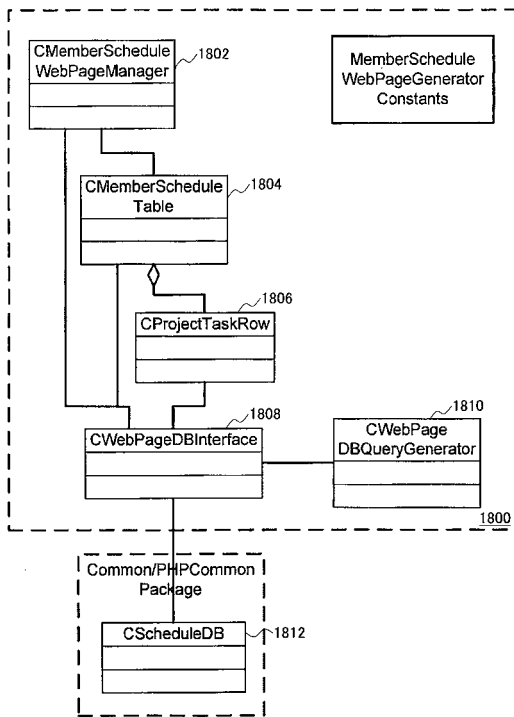 CMemberSchedule
WebPageManager
1802
MemberSchedule
WebPageGenerator
Constants
CMemberSchedule
Table
1804
1806
CProjectTaskRow
1808
CWebPageDBInterface
1810
CWebPage
DBQueryGenerator
1800
Common/PHPCommon
Package
CScheduleDB
1812